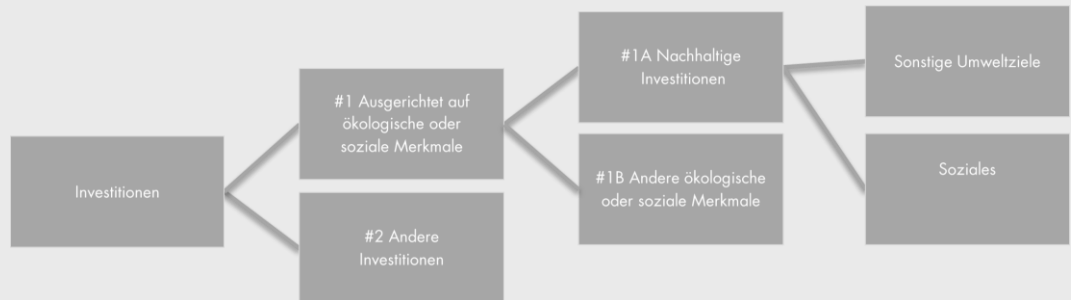 Investitionen
#1 Ausgerichtet auf
ökologische oder
soziale Merkmale
#2 Andere
Investitionen
#1A Nachhaltige
Investitionen
#1B Andere ökologische
oder soziale Merkmale
Sonstige Umweltziele
Soziales